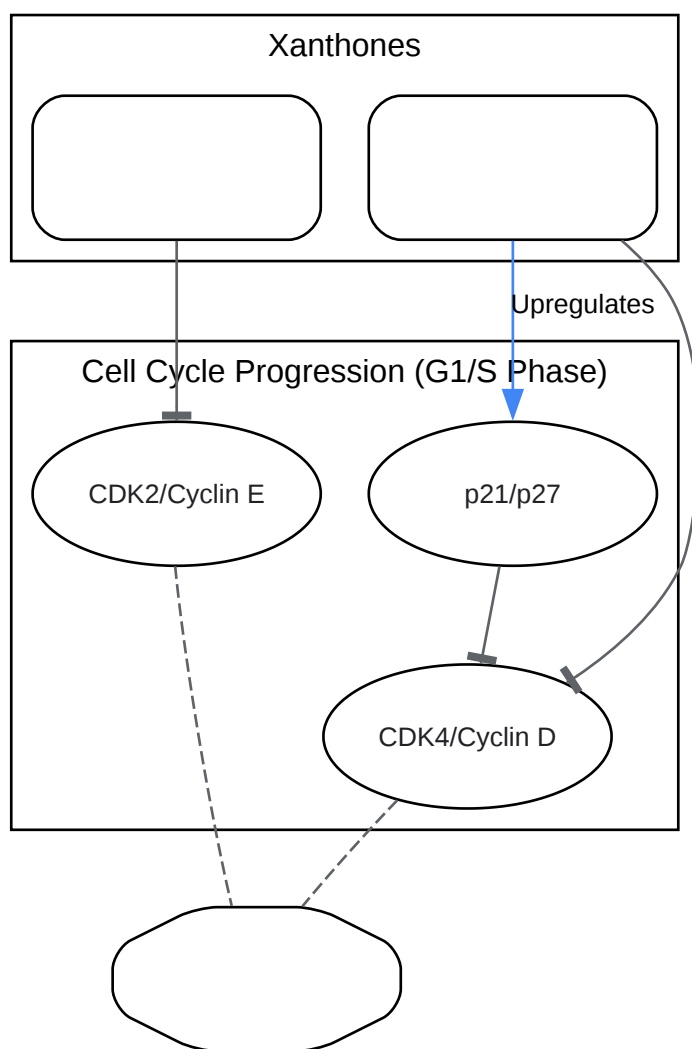 Xanthones
Upregulates
Cell Cycle Progression (G1/S Phase)
CDK2/Cyclin E
p21/p27
CDK4/Cyclin D